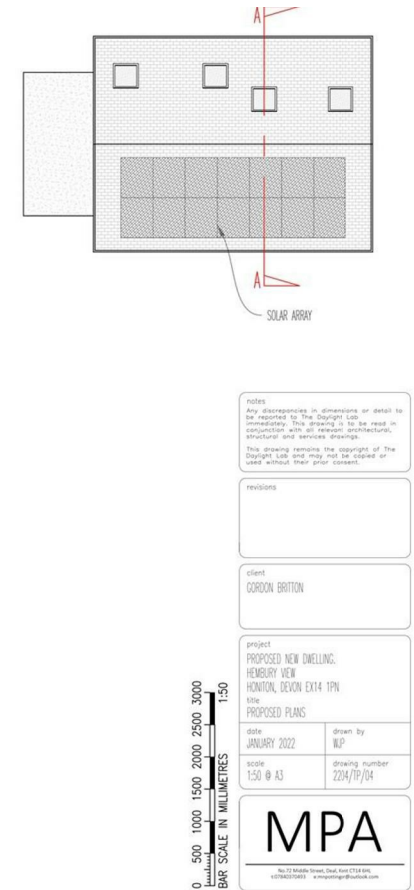 A
A
SOLAR ARRAY
notes
Any discrepancies in dimensions or detail to
be reported to The Daylight Lab
immediately. This drawing is to be read in
conjunction with all relevant architectural,
structural and services drawings.
This drawing remains the copyright of The
Daylight Lab and may not be copied or
used without their prior consent.
revisions
client
GORDON BRITTON
project
PROPOSED NEW DWELLING.
HEMBURY VIEW
HONITON, DEVON EX14 1PN
title
PROPOSED PLANS
date
JANUARY 2022
drawn by
WJP
scale
1:50 @ A3
drawing number
2204/TP/04
0 500 1000 1500 2000 2500 3000
BAR SCALE IN MILLIMETRES 1:50
MPA
No.72 Middle Street, Deal, Kent CT14 6HL